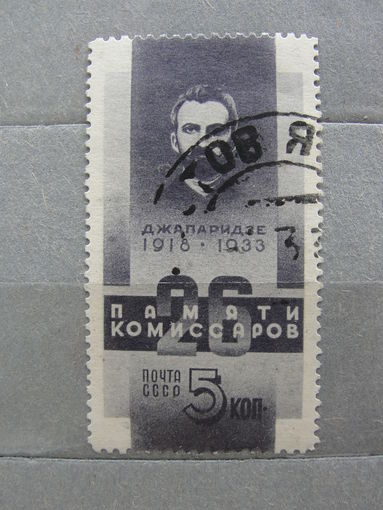 ОВ Я
ДЖАПАРИДЗЕ
1918 · 1933
26
ПАМЯТИ
КОМИССАРОВ
ПОЧТА
СССР
5 КОП.